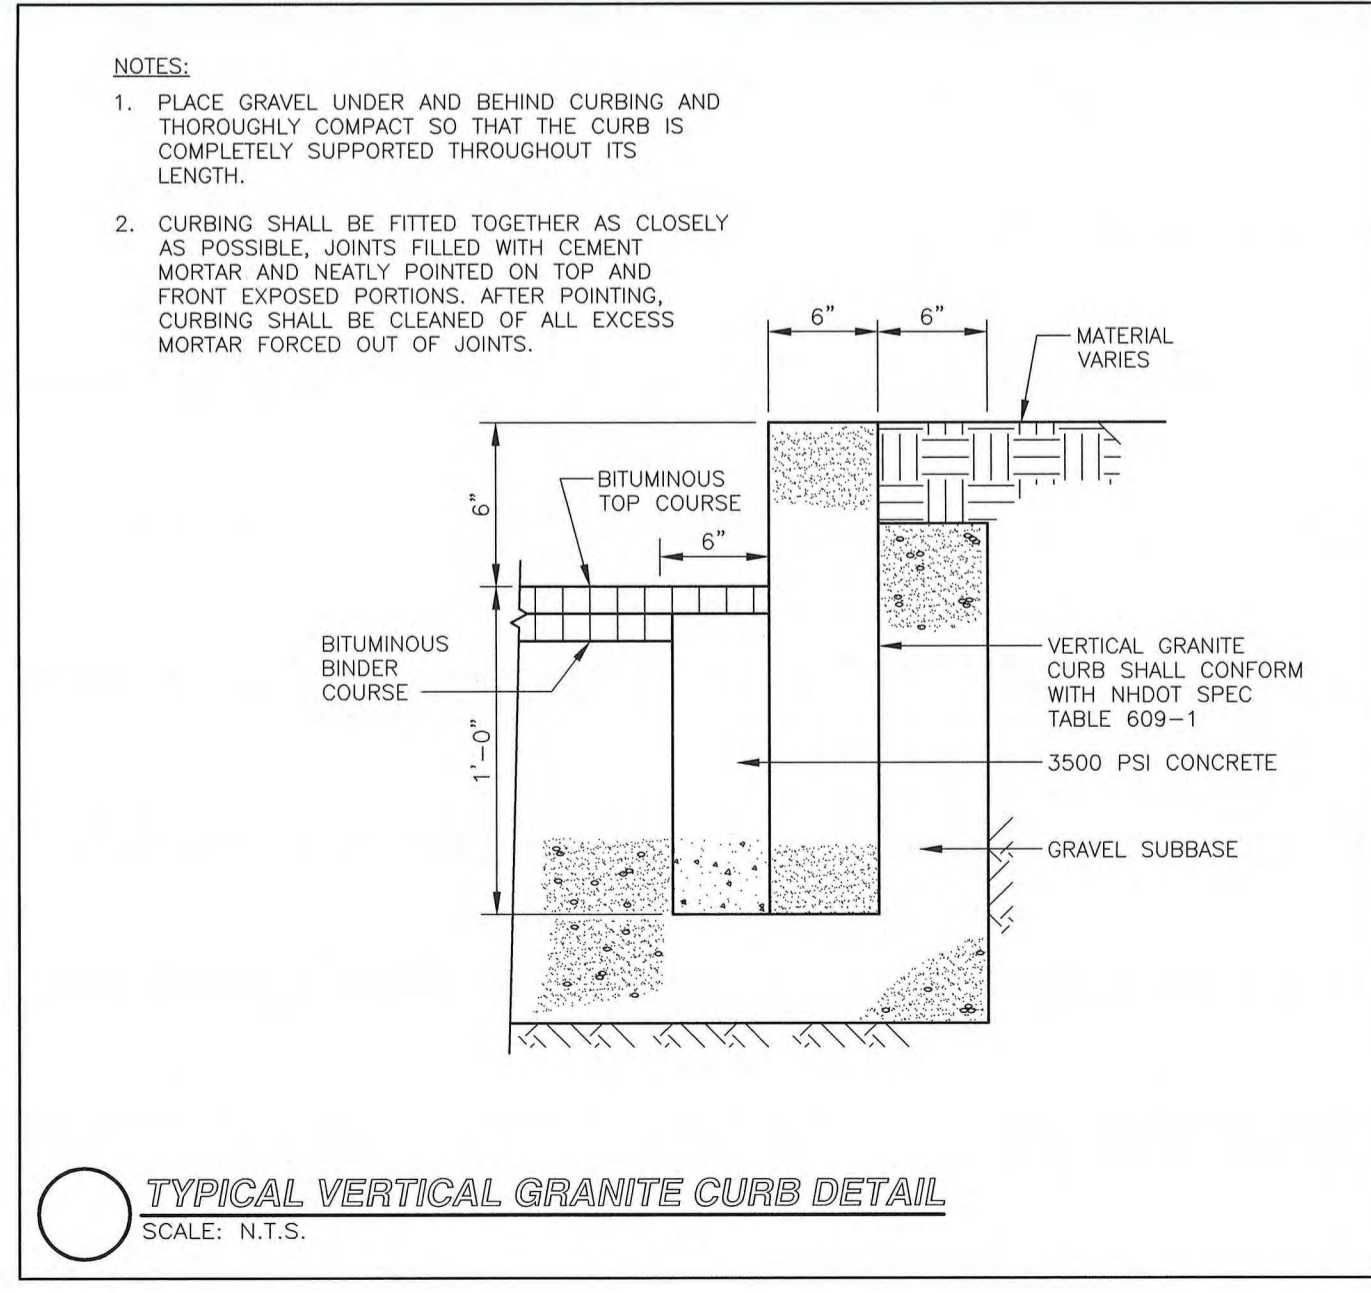 NOTES:
1. PLACE GRAVEL UNDER AND BEHIND CURBING AND
THOROUGHLY COMPACT SO THAT THE CURB IS
COMPLETELY SUPPORTED THROUGHOUT ITS
LENGTH.
2. CURBING SHALL BE FITTED TOGETHER AS CLOSELY
AS POSSIBLE, JOINTS FILLED WITH CEMENT
MORTAR AND NEATLY POINTED ON TOP AND
FRONT EXPOSED PORTIONS. AFTER POINTING,
CURBING SHALL BE CLEANED OF ALL EXCESS
MORTAR FORCED OUT OF JOINTS.
6" 6"
MATERIAL
VARIES
6"
BITUMINOUS
TOP COURSE
6"
BITUMINOUS
BINDER
COURSE
1'-0"
VERTICAL GRANITE
CURB SHALL CONFORM
WITH NHDOT SPEC
TABLE 609-1
3500 PSI CONCRETE
GRAVEL SUBBASE
TYPICAL VERTICAL GRANITE CURB DETAIL
SCALE: N.T.S.